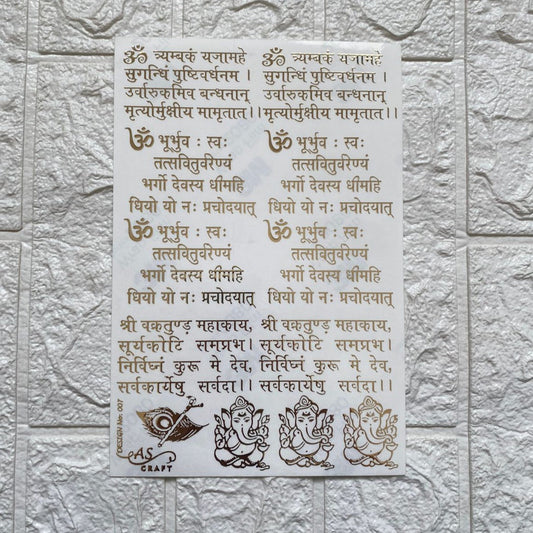 ॐ त्र्यम्बकं यजामहे
सुगन्धिं पुष्टिवर्धनम ।
उर्वारुकमिव बन्धनान्
मृत्योर्मुक्षीय मामृतात।।
ॐ त्र्यम्बकं यजामहे
सुगन्धिं पुष्टिवर्धनम ।
उर्वारुकमिव बन्धनान्
मृत्योर्मुक्षीय मामृतात।।
ॐ भूर्भुव : स्वः
तत्सवितुर्वरेण्यं
भर्गो देवस्य धीमहि
धियो यो नः प्रचोदयात्
ॐ भूर्भुव : स्वः
तत्सवितुर्वरेण्यं
भर्गो देवस्य धीमहि
धियो यो नः प्रचोदयात्
ॐ भूर्भुव : स्वः
तत्सवितुर्वरेण्यं
भर्गो देवस्य धीमहि
धियो यो नः प्रचोदयात्
ॐ भूर्भुव : स्वः
तत्सवितुर्वरेण्यं
भर्गो देवस्य धीमहि
धियो यो नः प्रचोदयात्
श्री वक्रतुण्ड महाकाय,
सूर्यकोटि समप्रभ।
निर्विघ्नं कुरू मे देव,
सर्वकार्येषु सर्वदा।।
श्री वक्रतुण्ड महाकाय,
सूर्यकोटि समप्रभ।
निर्विघ्नं कुरू मे देव,
सर्वकार्येषु सर्वदा।।
DESIGN No- 007
A.S
CRAFT